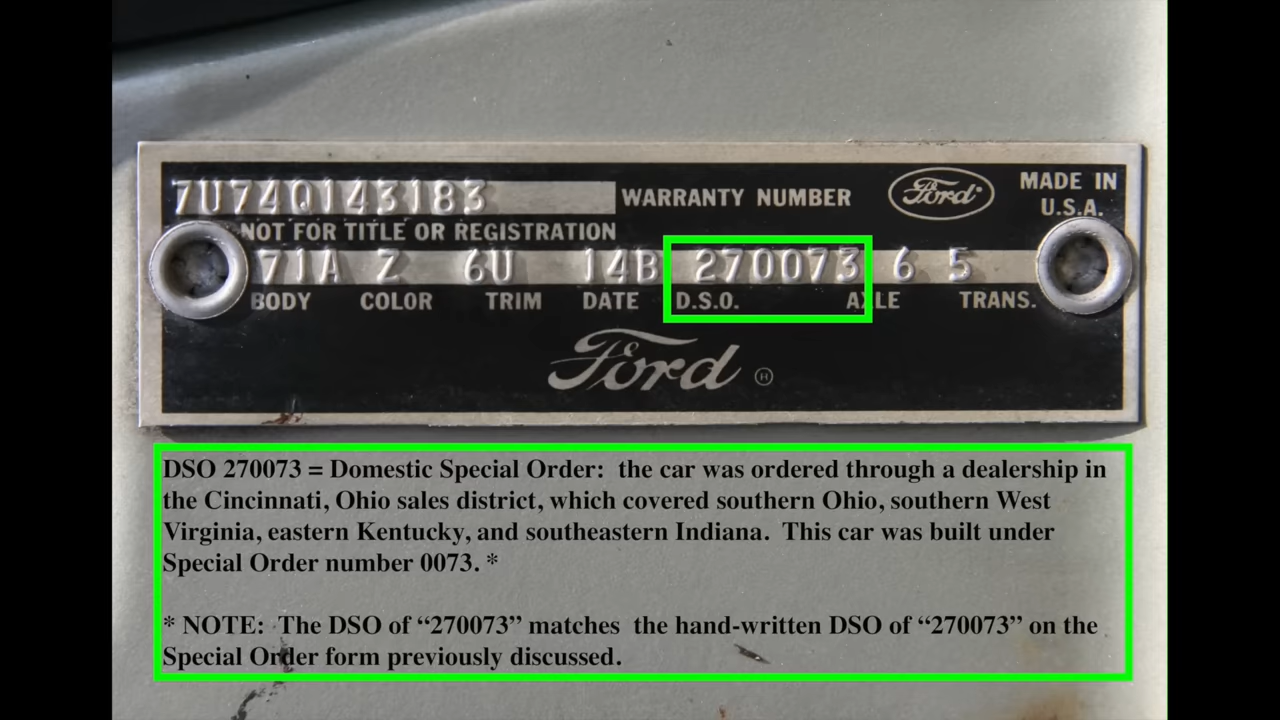 7U74Q143183 WARRANTY NUMBER Ford MADE IN
U.S.A.
NOT FOR TITLE OR REGISTRATION
71A Z 6U 14B 270073 6 5
BODY COLOR TRIM DATE D.S.O. AXLE TRANS.
Ford Ⓗ
DSO 270073 = Domestic Special Order:  the car was ordered through a dealership in
the Cincinnati, Ohio sales district, which covered southern Ohio, southern West
Virginia, eastern Kentucky, and southeastern Indiana.  This car was built under
Special Order number 0073. *
* NOTE:  The DSO of “270073” matches  the hand-written DSO of “270073” on the
Special Order form previously discussed.